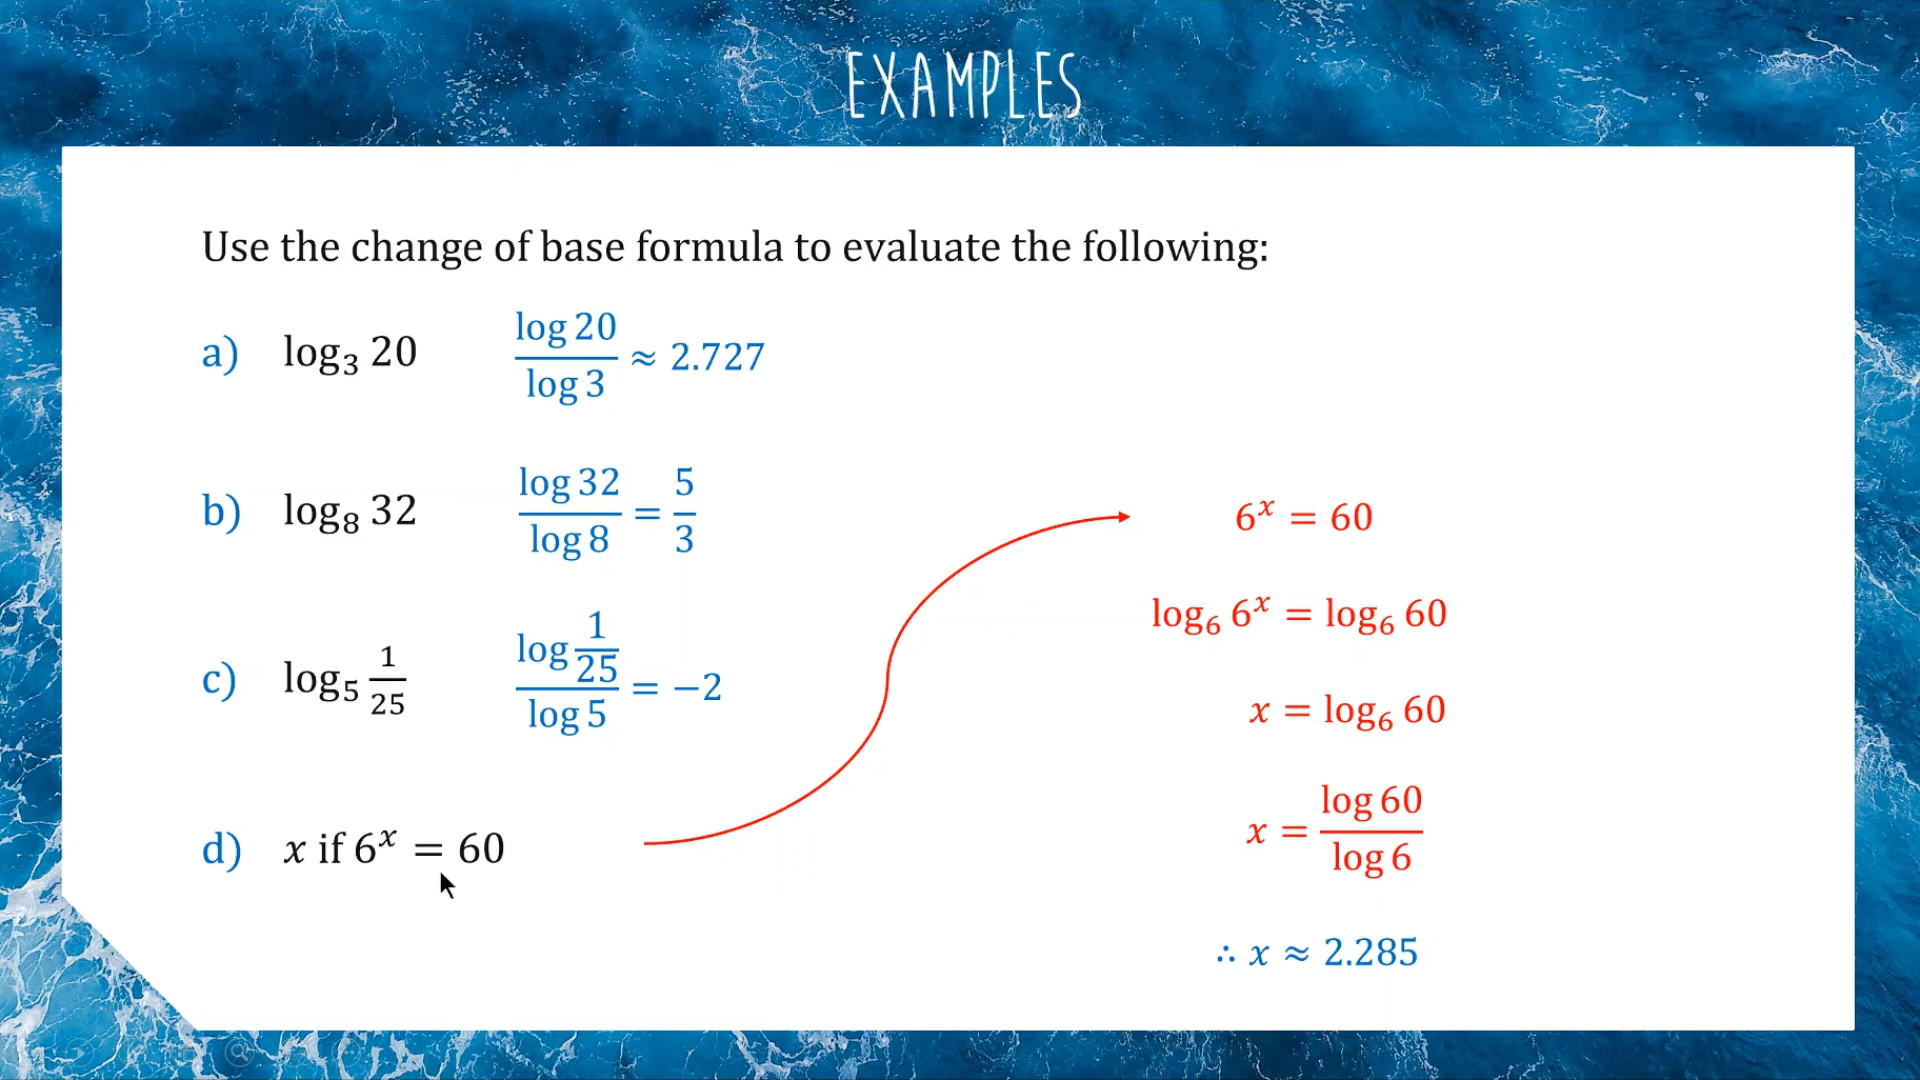 EXAMPLES
Use the change of base formula to evaluate the following:
a) log₃ 20 log 20 / log 3 ≈ 2.727
b) log₈ 32 log 32 / log 8 = 5/3
c) log₅ 1/25 log 1/25 / log 5 = −2
d) x if 6ˣ = 60
6ˣ = 60
log₆ 6ˣ = log₆ 60
x = log₆ 60
x = log 60 / log 6
∴ x ≈ 2.285